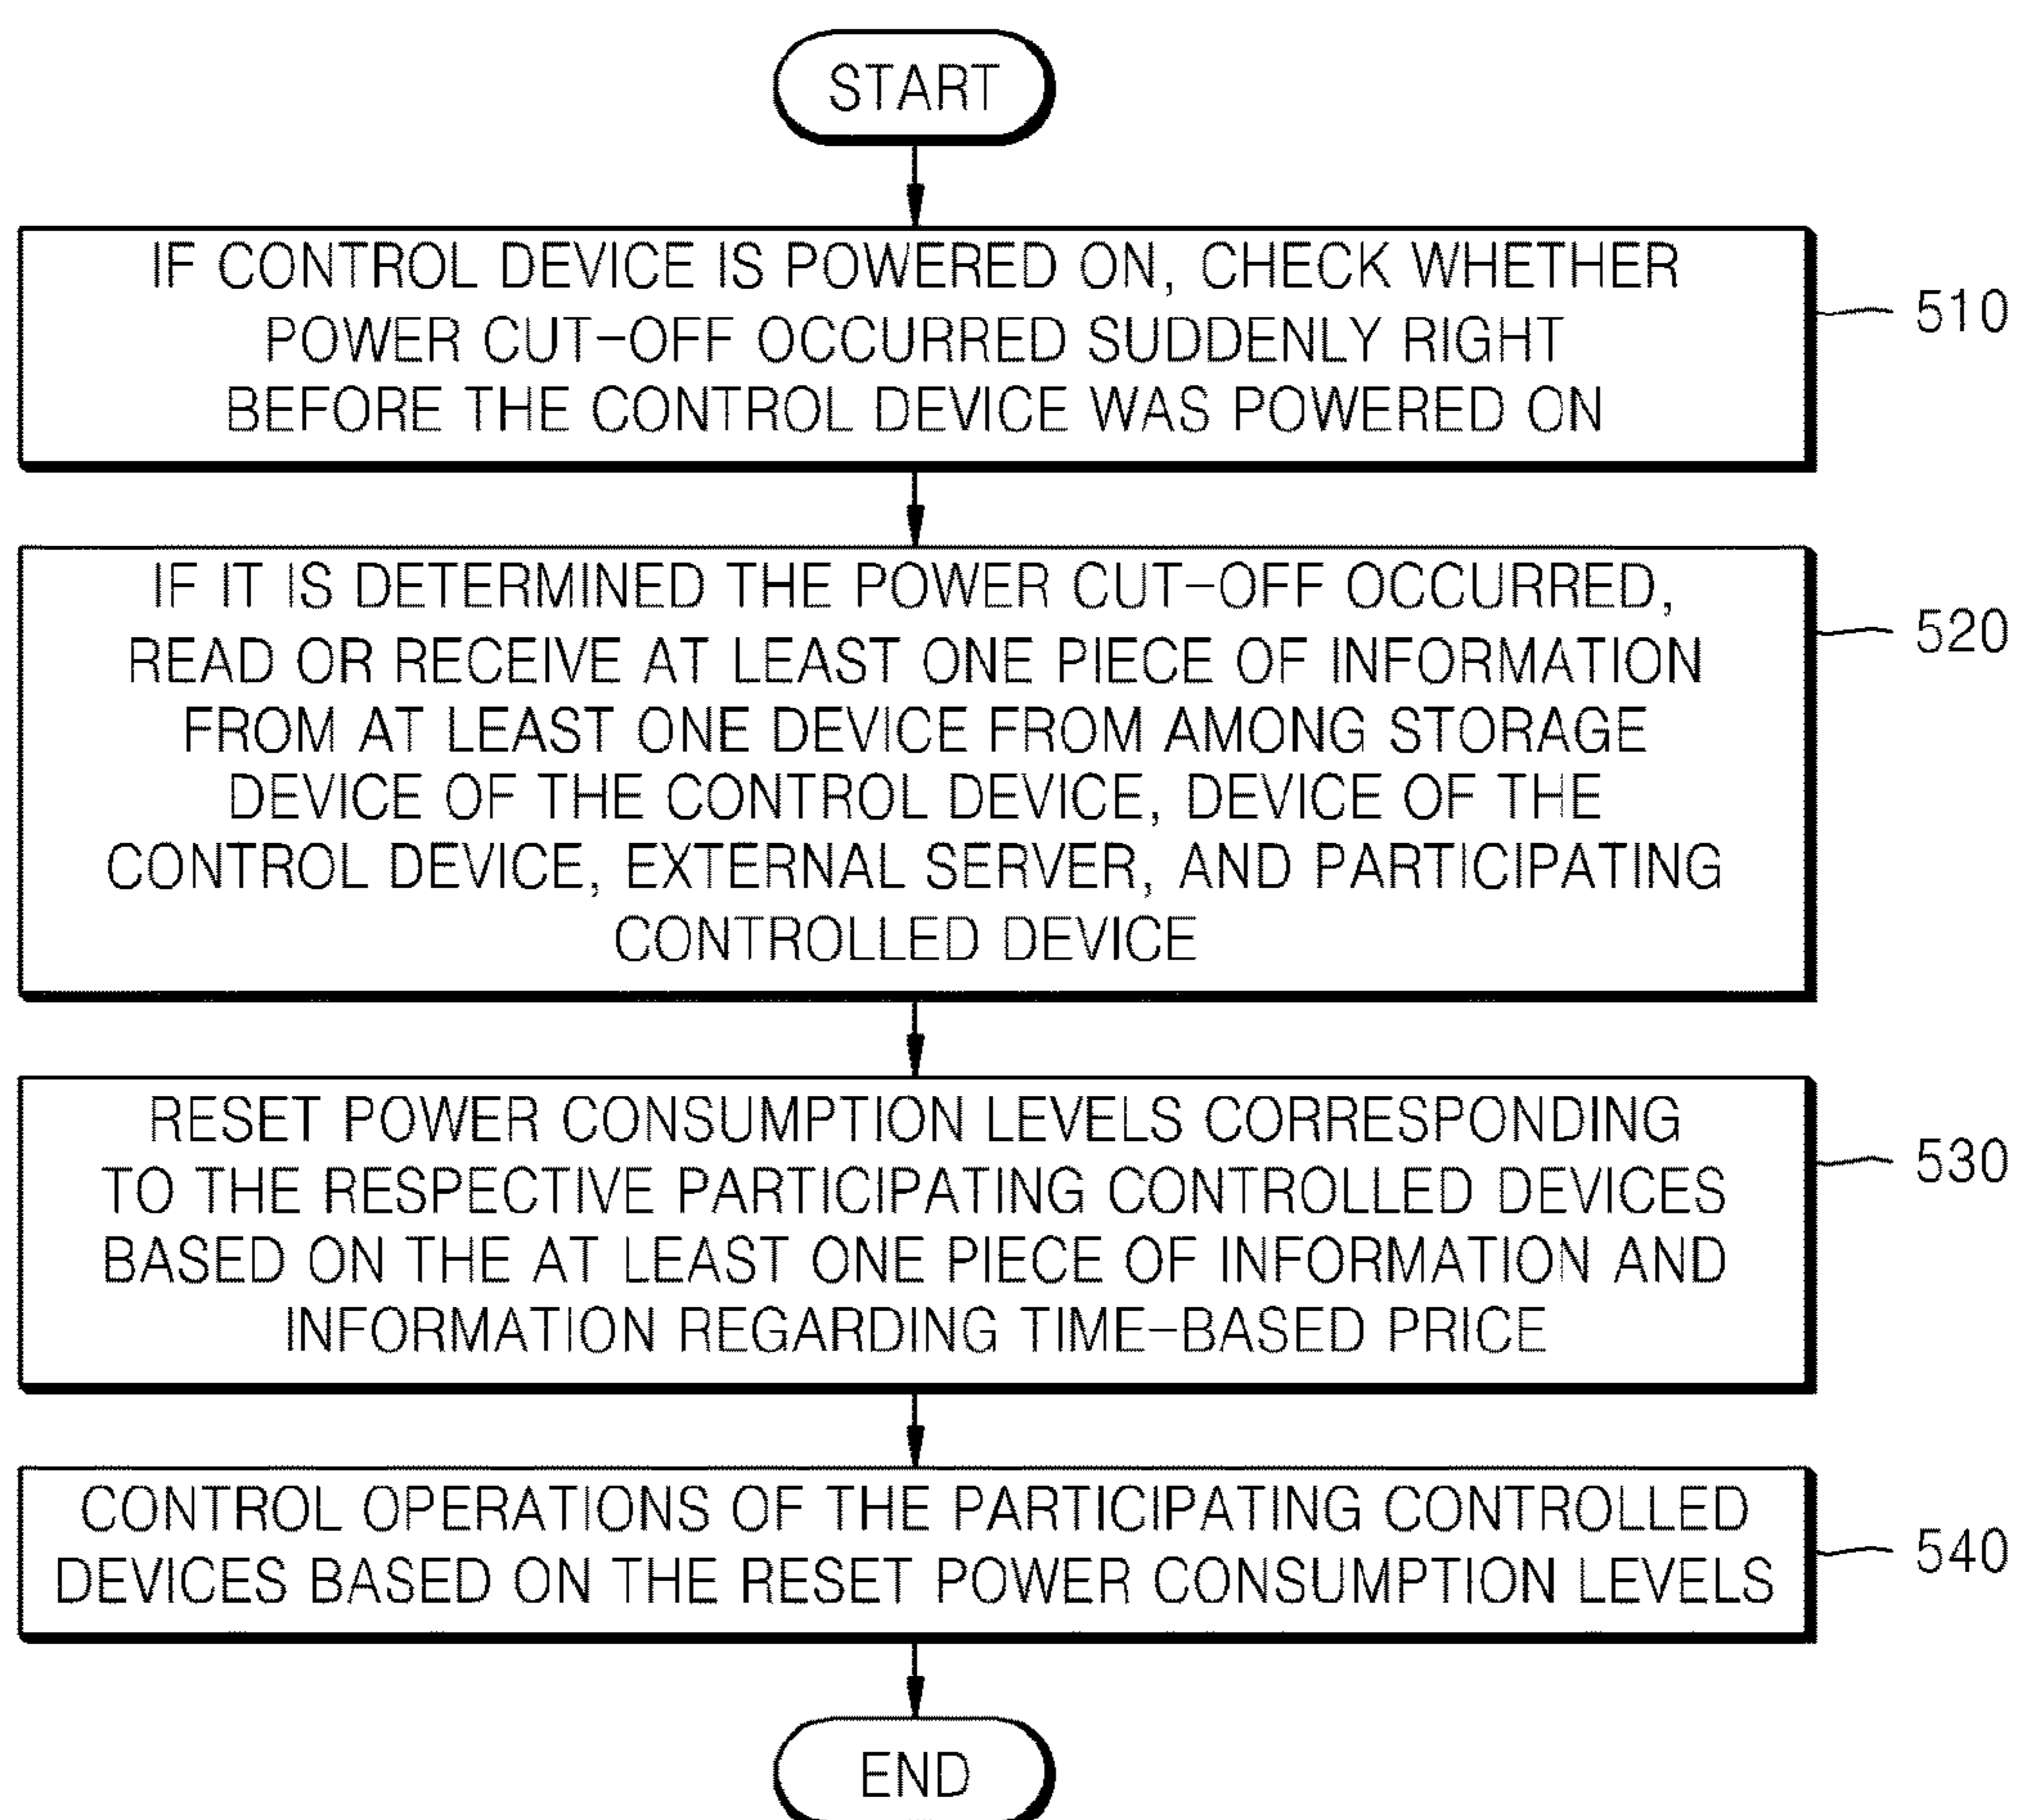 START
IF CONTROL DEVICE IS POWERED ON, CHECK WHETHER
POWER CUT-OFF OCCURRED SUDDENLY RIGHT
BEFORE THE CONTROL DEVICE WAS POWERED ON
510
IF IT IS DETERMINED THE POWER CUT-OFF OCCURRED,
READ OR RECEIVE AT LEAST ONE PIECE OF INFORMATION
FROM AT LEAST ONE DEVICE FROM AMONG STORAGE
DEVICE OF THE CONTROL DEVICE, DEVICE OF THE
CONTROL DEVICE, EXTERNAL SERVER, AND PARTICIPATING
CONTROLLED DEVICE
520
RESET POWER CONSUMPTION LEVELS CORRESPONDING
TO THE RESPECTIVE PARTICIPATING CONTROLLED DEVICES
BASED ON THE AT LEAST ONE PIECE OF INFORMATION AND
INFORMATION REGARDING TIME-BASED PRICE
530
CONTROL OPERATIONS OF THE PARTICIPATING CONTROLLED
DEVICES BASED ON THE RESET POWER CONSUMPTION LEVELS
540
END